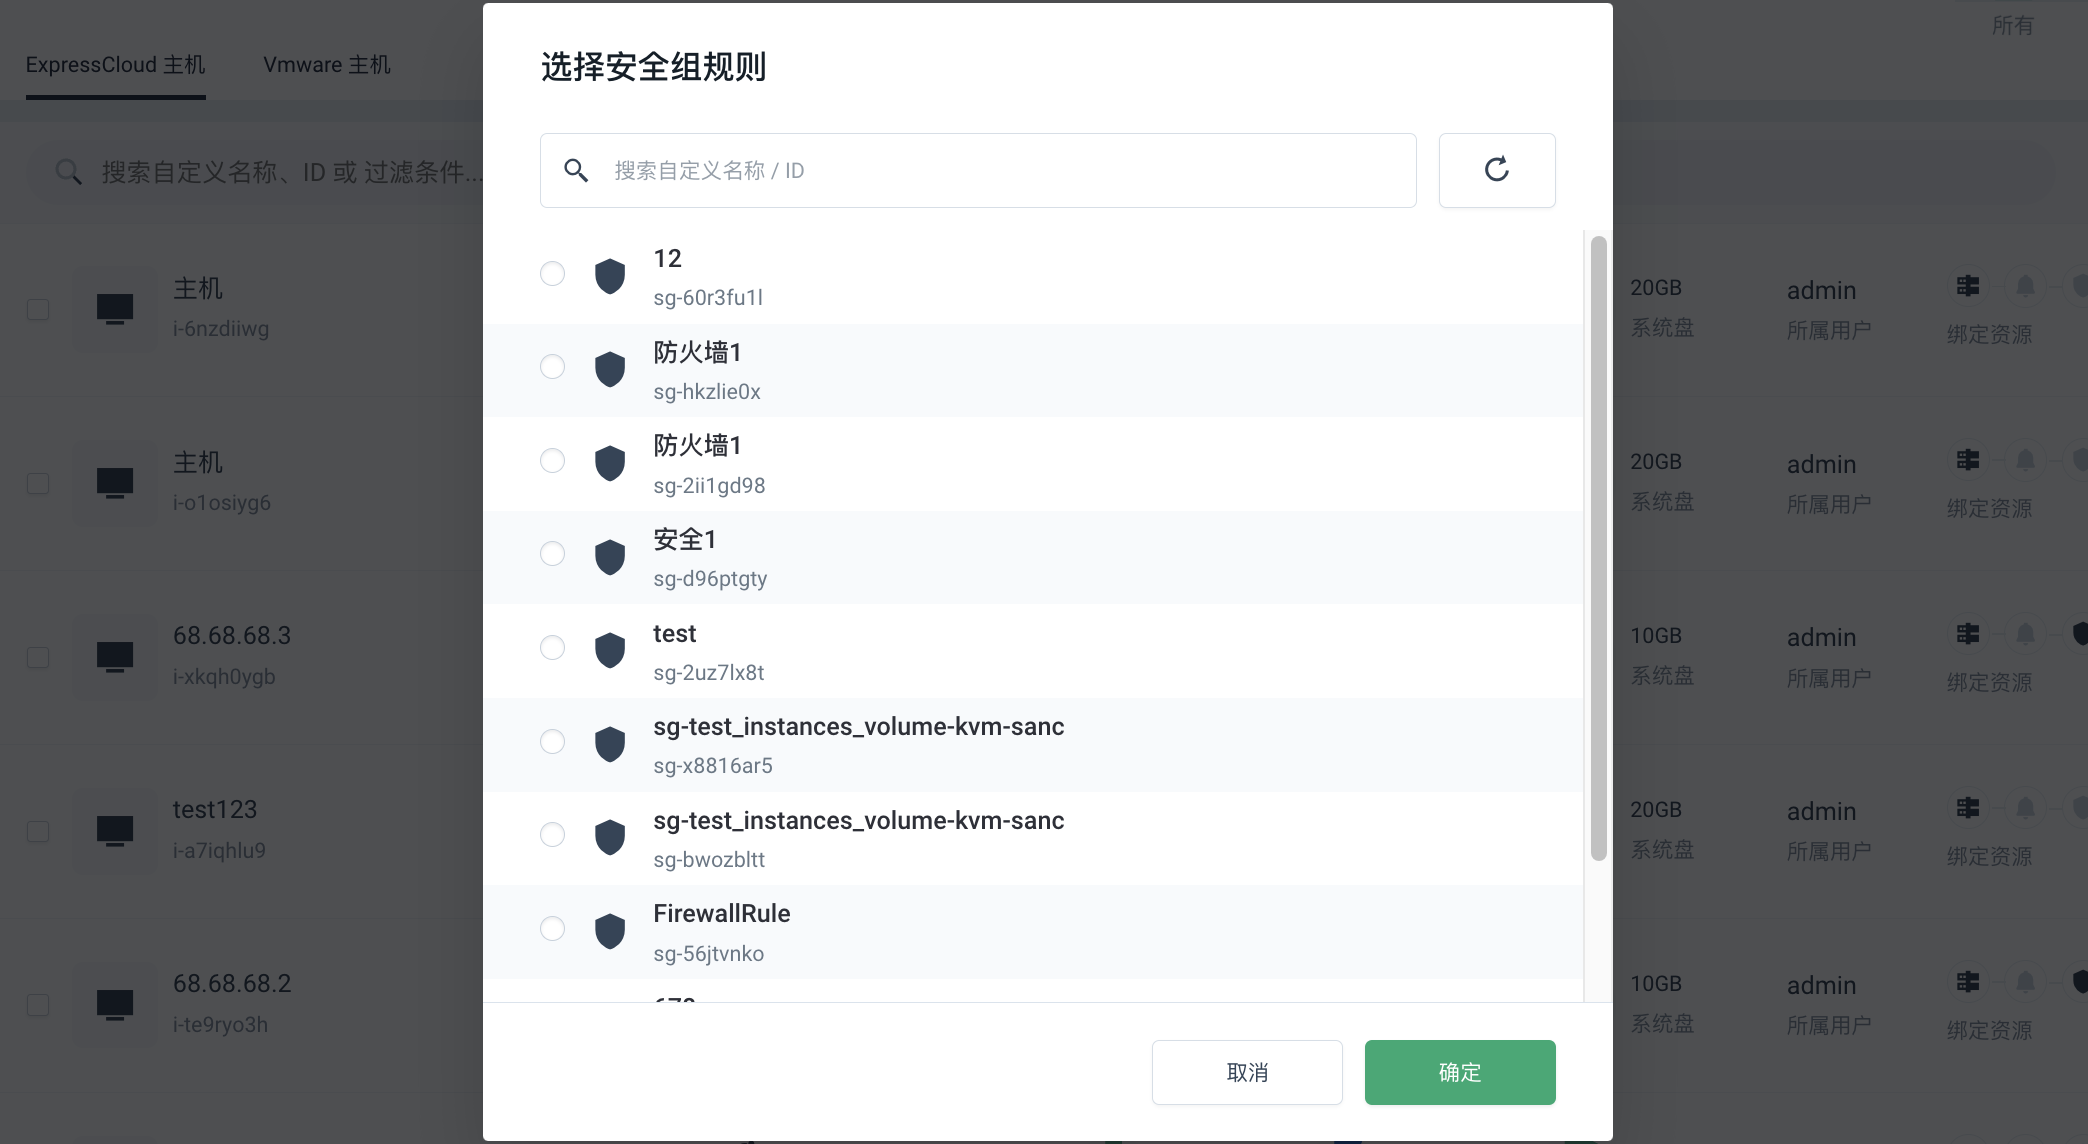 所有
ExpressCloud 主机
Vmware 主机
搜索自定义名称、ID 或 过滤条件...
主机
i-6nzdiiwg
20GB
系统盘
admin
所属用户
绑定资源
主机
i-o1osiyg6
20GB
系统盘
admin
所属用户
绑定资源
68.68.68.3
i-xkqh0ygb
10GB
系统盘
admin
所属用户
绑定资源
test123
i-a7iqhlu9
20GB
系统盘
admin
所属用户
绑定资源
68.68.68.2
i-te9ryo3h
10GB
系统盘
admin
所属用户
绑定资源
选择安全组规则
搜索自定义名称 / ID
12
sg-60r3fu1l
防火墙1
sg-hkzlie0x
防火墙1
sg-2ii1gd98
安全1
sg-d96ptgty
test
sg-2uz7lx8t
sg-test_instances_volume-kvm-sanc
sg-x8816ar5
sg-test_instances_volume-kvm-sanc
sg-bwozbltt
FirewallRule
sg-56jtvnko
取消
确定